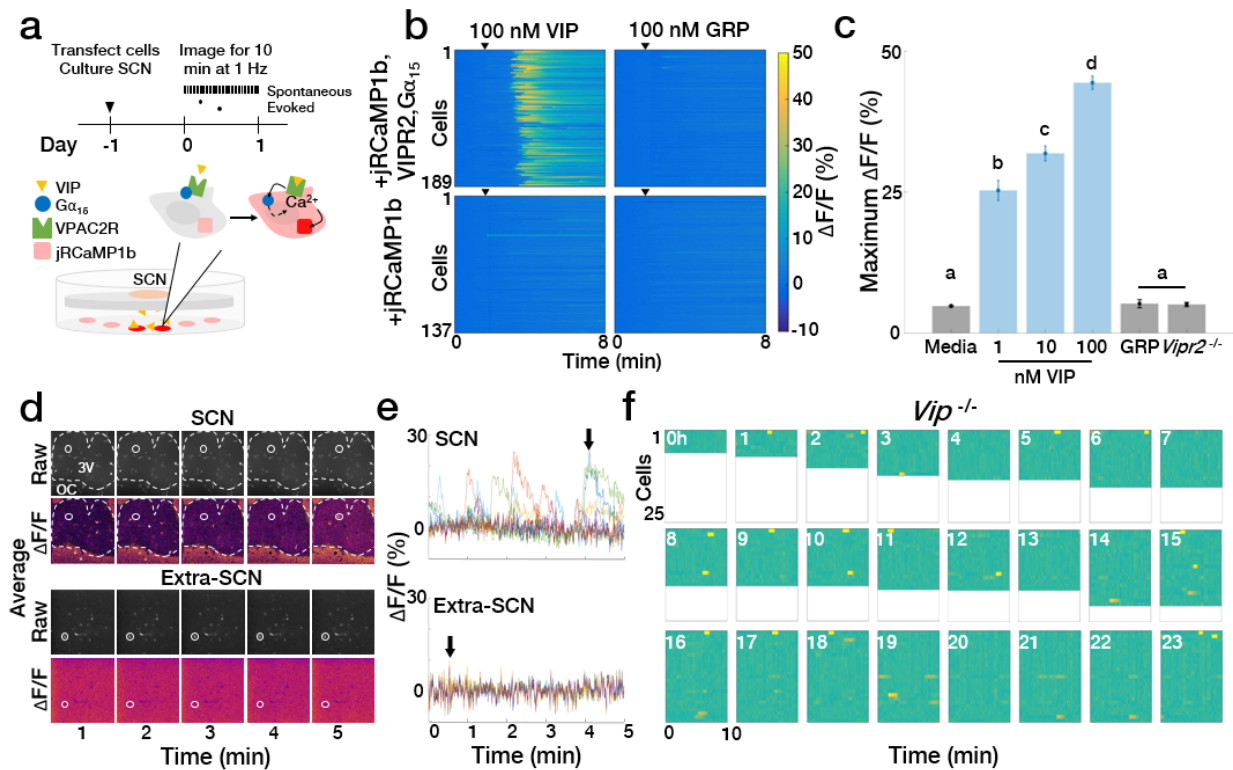 a
Transfect cells
Culture SCN
Image for 10
min at 1 Hz
Spontaneous
Evoked
Day
-1
0
1
VIP
Gα₁₅
VPAC2R
jRCaMP1b
Ca²⁺
SCN
b
100 nM VIP
100 nM GRP
+jRCaMP1b,
VIPR2,Gα₁₅
Cells
1
189
+jRCaMP1b
Cells
1
137
0
8
0
8
Time (min)
50
40
30
20
10
0
-10
ΔF/F (%)
c
Maximum ΔF/F (%)
50
25
0
a
b
c
d
a
Media
1
10
100
GRP
Vipr2⁻/⁻
nM VIP
d
SCN
Average
Raw
3V
OC
ΔF/F
Extra-SCN
Raw
ΔF/F
1
2
3
4
5
Time (min)
e
ΔF/F (%)
30
SCN
0
30
Extra-SCN
0
0
1
2
3
4
5
Time (min)
f
Vip⁻/⁻
Cells
1
25
0h
1
2
3
4
5
6
7
8
9
10
11
12
13
14
15
16
17
18
19
20
21
22
23
0
10
Time (min)